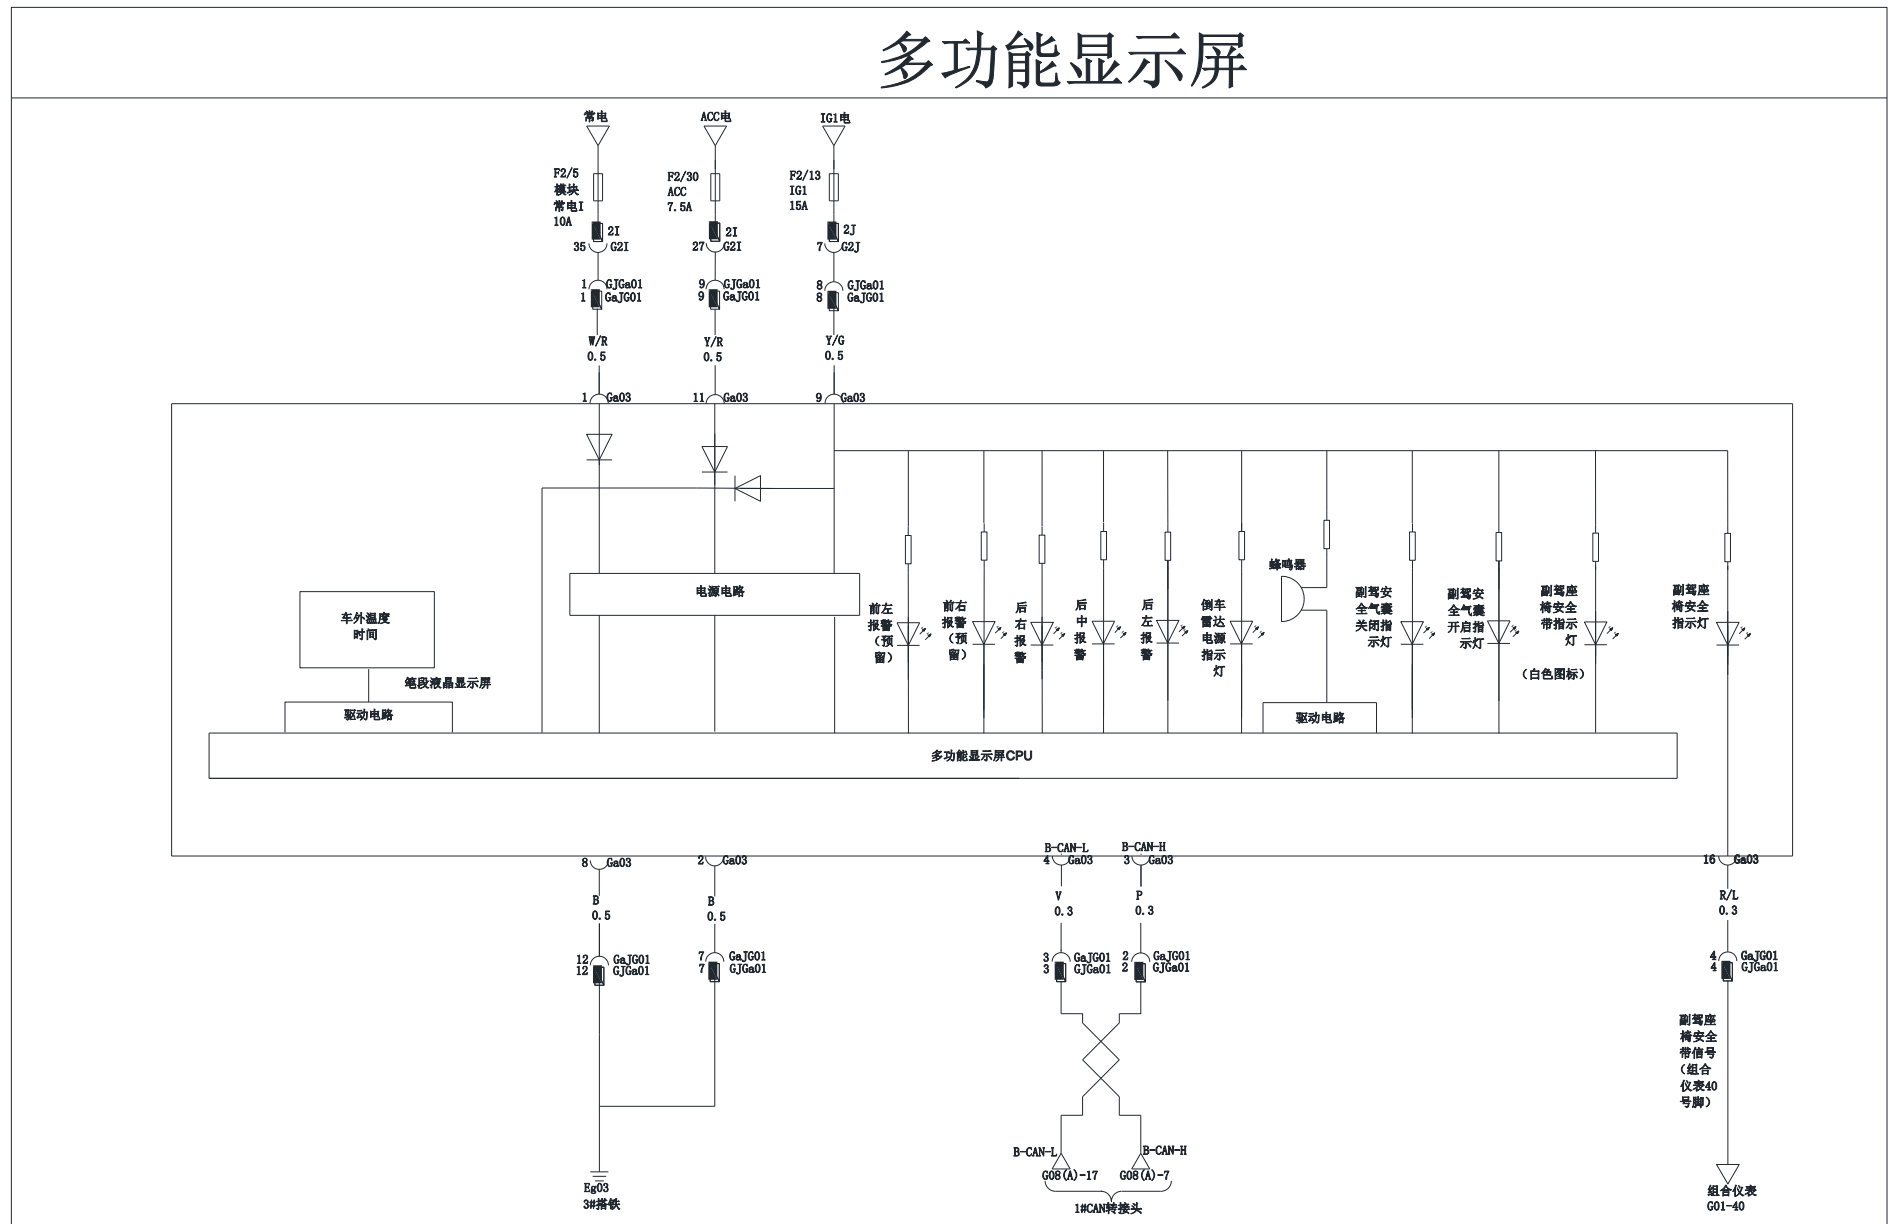 多功能显示屏
常电
ACC电
IG1电
F2/5
模块
常电I
10A
F2/30
ACC
7.5A
F2/13
IG1
15A
2I
35 G2I
2I
27 G2I
2J
7 G2J
1 GJGa01
1 GaJG01
9 GJGa01
9 GaJG01
8 GJGa01
8 GaJG01
W/R
0.5
Y/R
0.5
Y/G
0.5
1 Ga03
11 Ga03
9 Ga03
电源电路
车外温度
时间
笔段液晶显示屏
驱动电路
前左
报警
（预
留）
前右
报警
（预
留）
后
右
报
警
后
中
报
警
后
左
报
警
倒车
雷达
电源
指示
灯
蜂鸣器
驱动电路
副驾安
全气囊
关闭指
示灯
副驾安
全气囊
开启指
示灯
副驾座
椅安全
带指示
灯
（白色图标）
副驾座
椅安全
指示灯
多功能显示屏CPU
8 Ga03
2 Ga03
B-CAN-L
4 Ga03
B-CAN-H
3 Ga03
16 Ga03
B
0.5
B
0.5
V
0.3
P
0.3
R/L
0.3
12 GaJG01
12 GJGa01
7 GaJG01
7 GJGa01
3 GaJG01
3 GJGa01
2 GaJG01
2 GJGa01
4 GaJG01
4 GJGa01
副驾座
椅安全
带信号
（组合
仪表40
号脚）
B-CAN-L
B-CAN-H
G08(A)-17
G08(A)-7
1#CAN转接头
Eg03
3#搭铁
组合仪表
G01-40